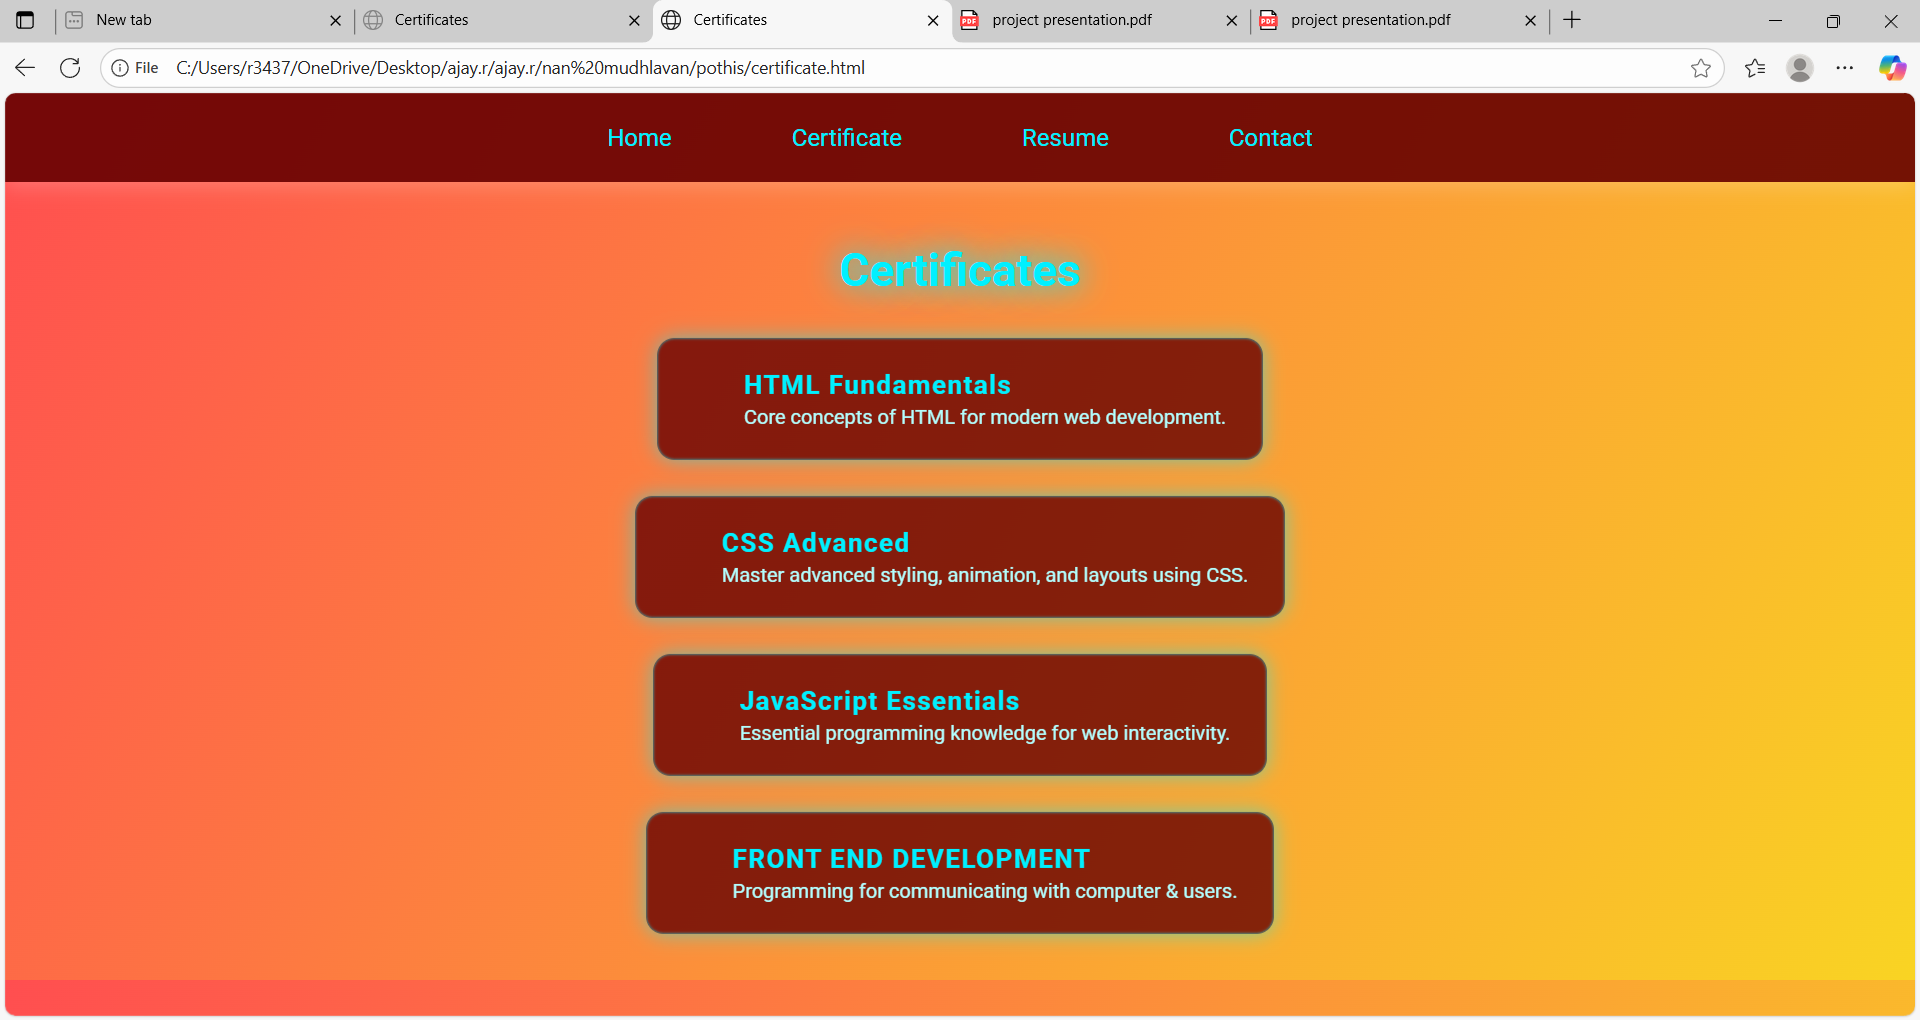 New tab
Certificates
Certificates
project presentation.pdf
project presentation.pdf
File C:/Users/r3437/OneDrive/Desktop/ajay.r/ajay.r/nan%20mudhlavan/pothis/certificate.html
Home Certificate Resume Contact
Certificates
HTML Fundamentals
Core concepts of HTML for modern web development.
CSS Advanced
Master advanced styling, animation, and layouts using CSS.
JavaScript Essentials
Essential programming knowledge for web interactivity.
FRONT END DEVELOPMENT
Programming for communicating with computer & users.